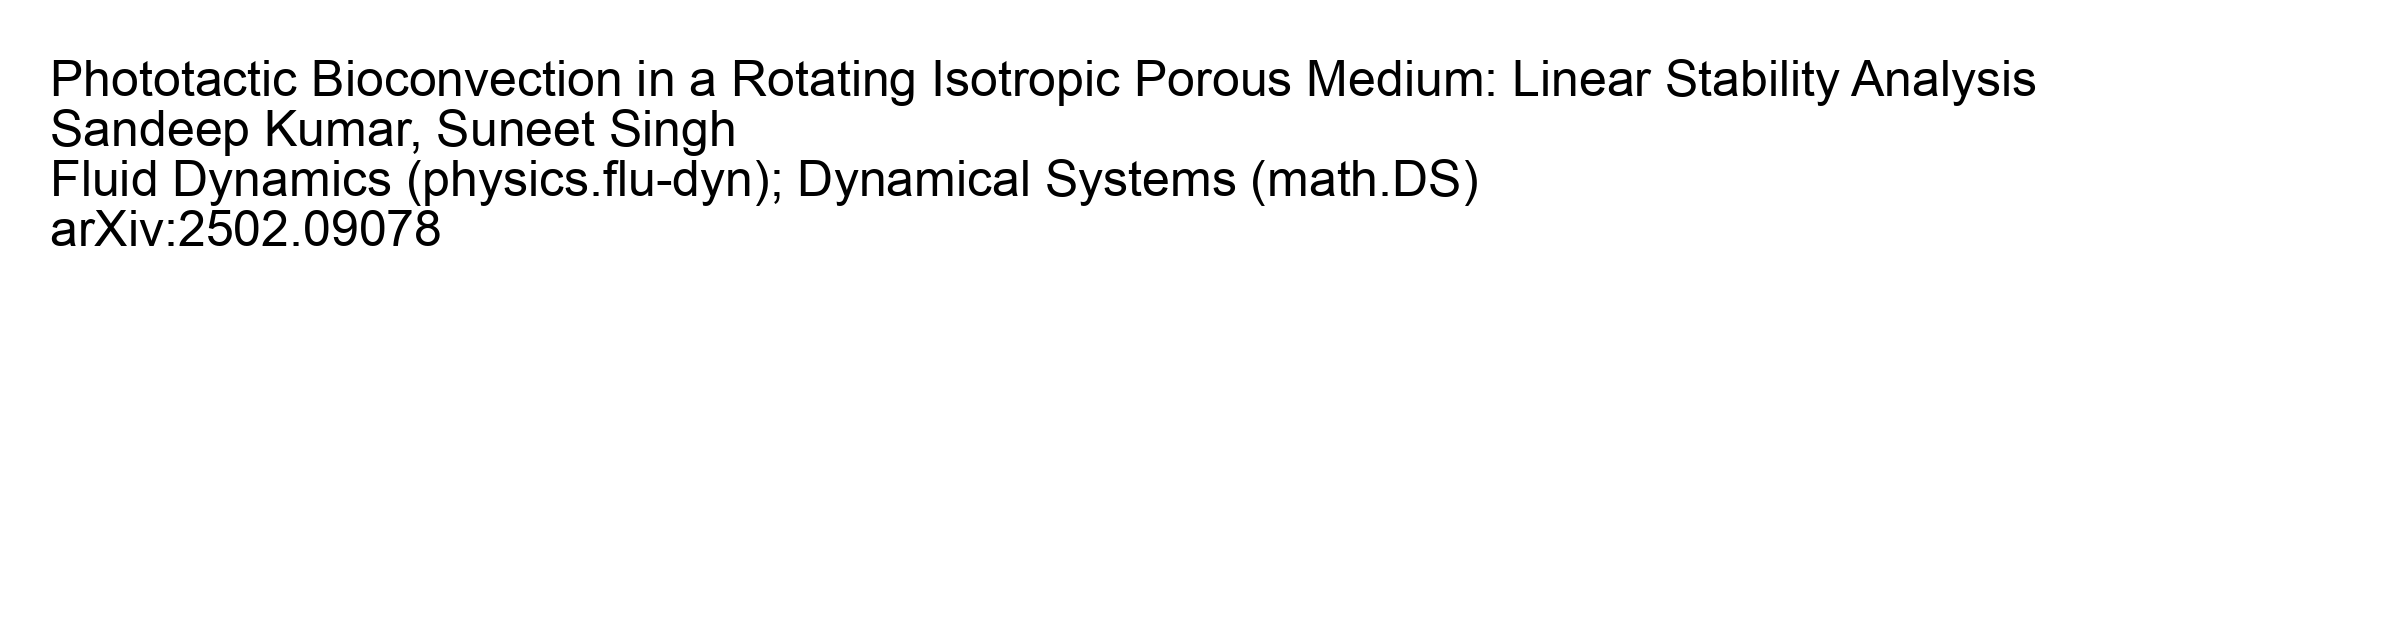 Phototactic Bioconvection in a Rotating Isotropic Porous Medium: Linear Stability Analysis
Sandeep Kumar, Suneet Singh
Fluid Dynamics (physics.flu-dyn); Dynamical Systems (math.DS)
arXiv:2502.09078